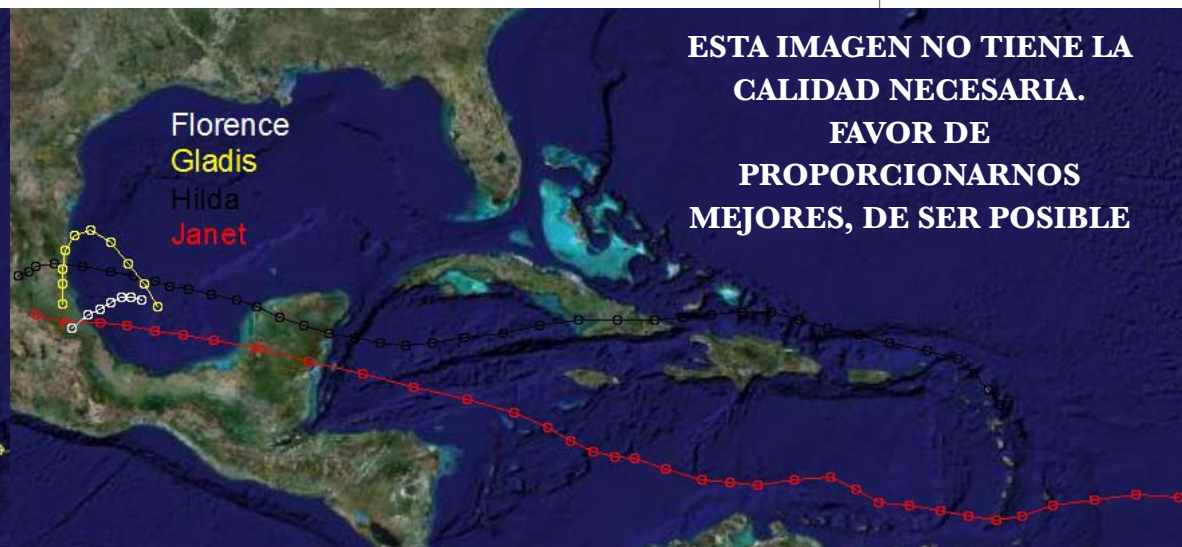 ESTA IMAGEN NO TIENE LA
CALIDAD NECESARIA.
FAVOR DE
PROPORCIONARNOS
MEJORES, DE SER POSIBLE
Florence
Gladis
Hilda
Janet